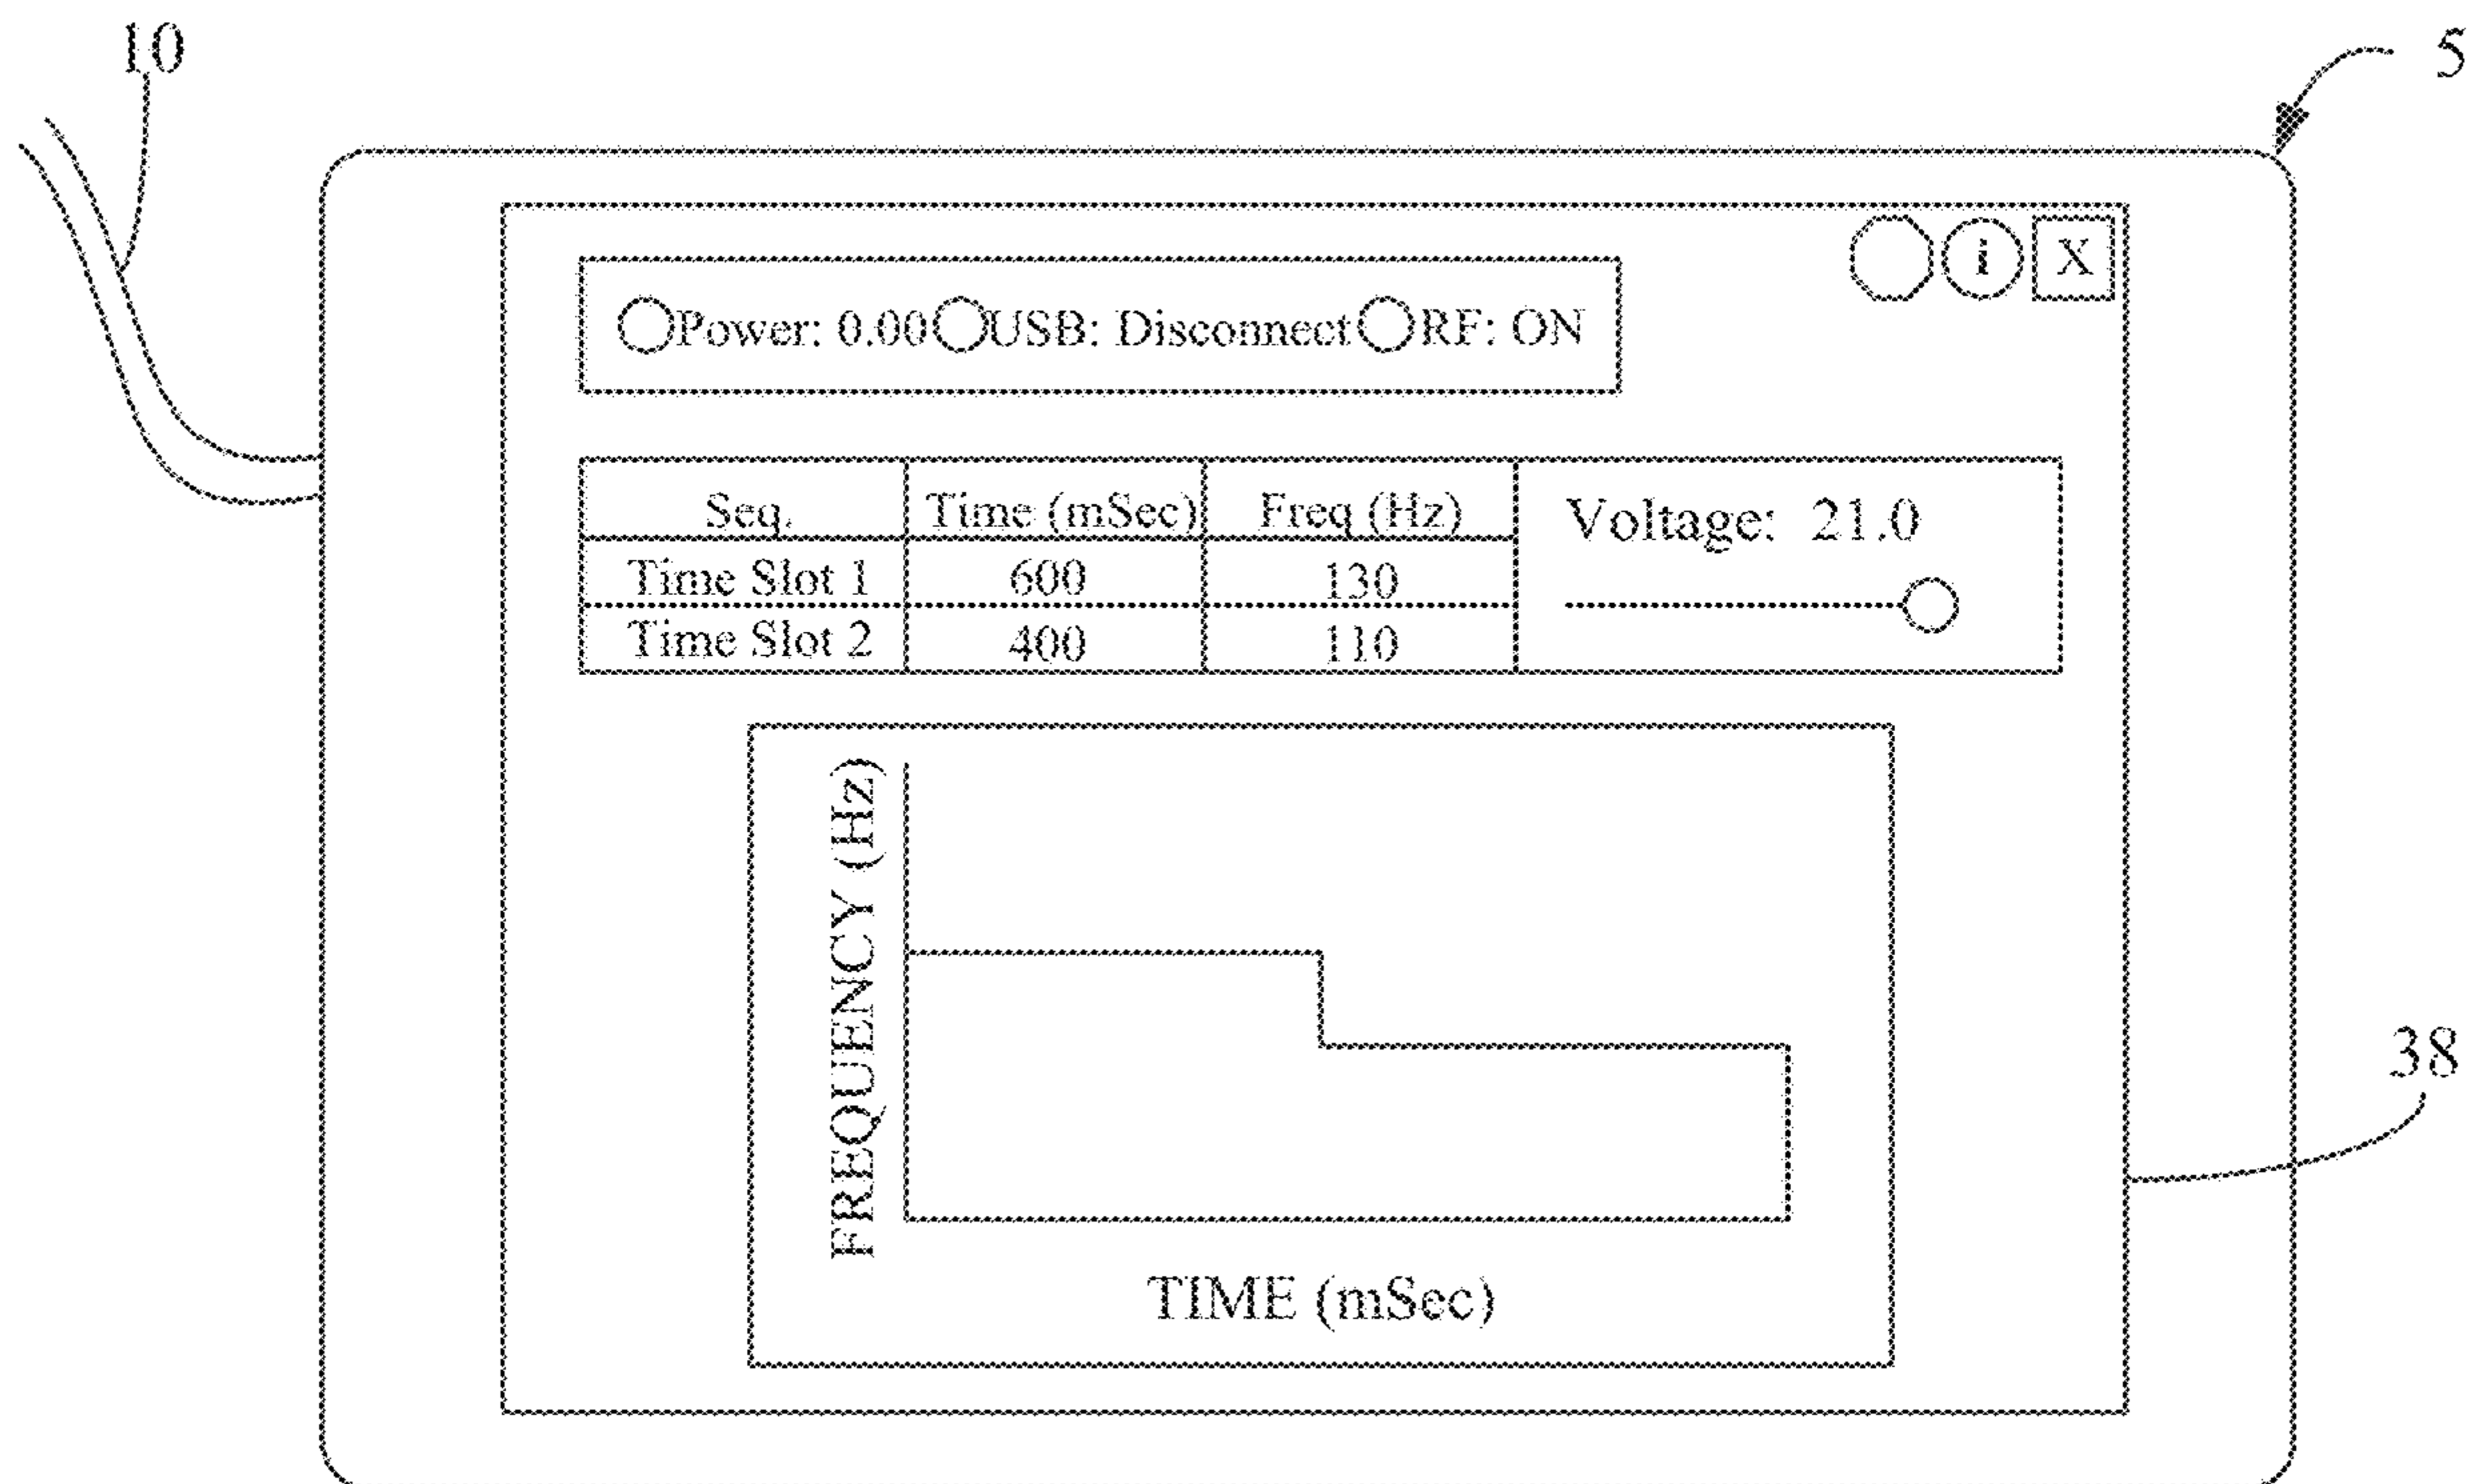 10
5
i X
Power: 0.00 USB: Disconnect RF: ON
Seq. Time (mSec) Freq (Hz) Voltage: 21.0
Time Slot 1 600 130
Time Slot 2 400 110
FREQUENCY (Hz)
38
TIME (mSec)